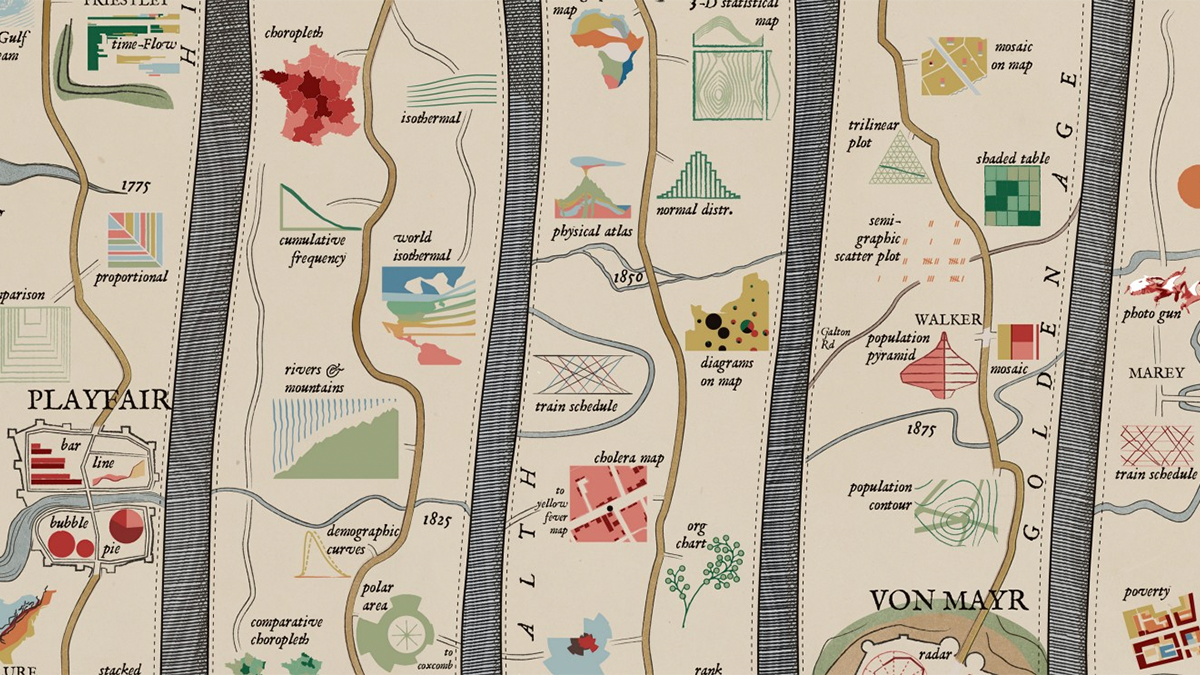 PRIESTLEY
time-Flow
Gulf
H
I
1775
proportional
PLAYFAIR
bar
line
bubble
pie
stacked
choropleth
isothermal
cumulative
frequency
world
isothermal
rivers &
mountains
1825
demographic
curves
polar
area
comparative
choropleth
to
coxcomb
map
3-D statistical
map
physical atlas
normal distr.
1850
train schedule
diagrams
on map
cholera map
to
yellow
fever
map
org
chart
A L T H
rank
mosaic
on map
trilinear
plot
shaded table
semi-
graphic
scatter plot
Galton
Rd
WALKER
population
pyramid
mosaic
1875
population
contour
VON MAYR
radar
G O L D E N A G E
photo gun
MAREY
train schedule
poverty